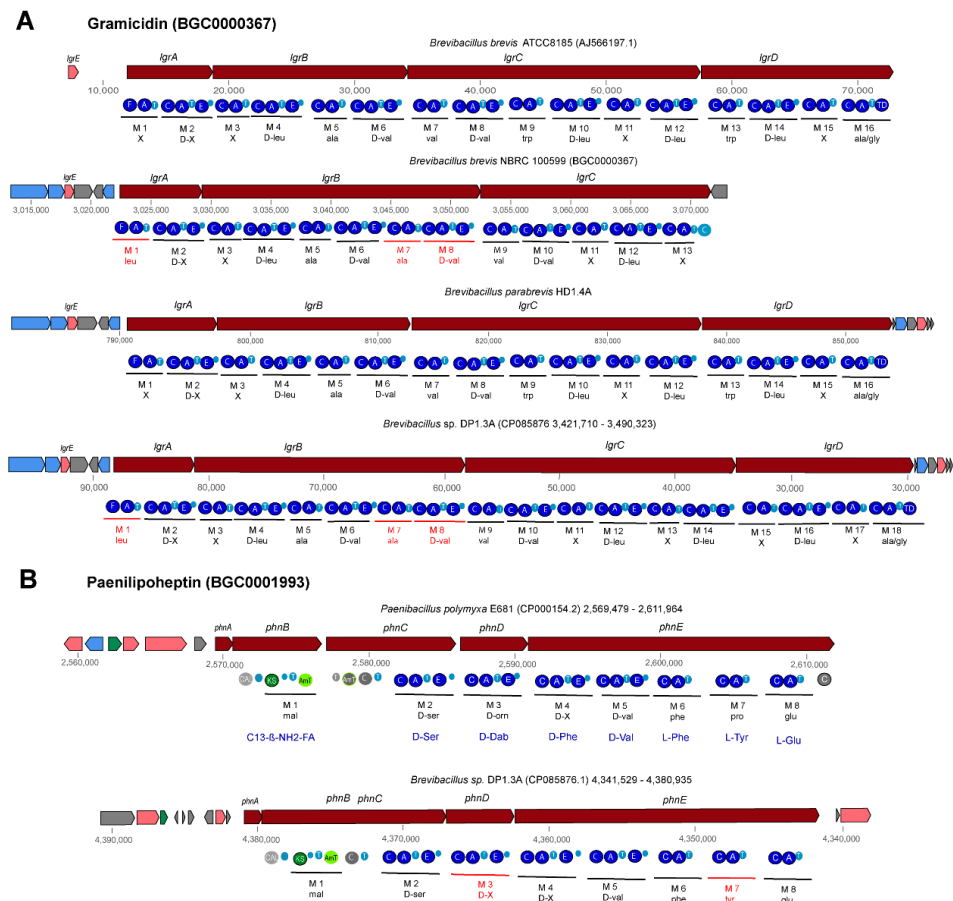 A
Gramicidin (BGC0000367)
Brevibacillus brevis ATCC8185 (AJ566197.1)
lgrE lgrA lgrB lgrC lgrD
10,000 20,000 30,000 40,000 50,000 60,000 70,000
F A T C A T E C A T C A T E C A T C A T E C A T C A T E C A T C A T E C A T C A T E C A T C A T E C A T C A TD
M 1 M 2 M 3 M 4 M 5 M 6 M 7 M 8 M 9 M 10 M 11 M 12 M 13 M 14 M 15 M 16
X D-X X D-leu ala D-val val D-val trp D-leu X D-leu trp D-leu X ala/gly
Brevibacillus brevis NBRC 100599 (BGC0000367)
lgrE lgrA lgrB lgrC
3,015,000 3,020,000 3,025,000 3,030,000 3,035,000 3,040,000 3,045,000 3,050,000 3,055,000 3,060,000 3,065,000 3,070,000
F A T C A T E C A T C A T E C A T C A T E C A T C A T E C A T C A T E C A T C A T E C A T C
M 1 M 2 M 3 M 4 M 5 M 6 M 7 M 8 M9 M 10 M 11 M 12 M 13
leu D-X X D-leu ala D-val ala D-val val D-val X D-leu X
Brevibacillus parabrevis HD1.4A
lgrE lgrA lgrB lgrC lgrD
790,000 800,000 810,000 820,000 830,000 840,000 850,000
F A T C A T E C A T C A T E C A T C A T E C A T C A T E C A T C A T E C A T C A T E C A T C A T E C A T C A TD
M 1 M 2 M 3 M 4 M 5 M 6 M 7 M 8 M 9 M 10 M 11 M 12 M 13 M 14 M 15 M 16
X D-X X D-leu ala D-val val D-val trp D-leu X D-leu trp D-leu X ala/gly
Brevibacillus sp. DP1.3A (CP085876 3,421,710 - 3,490,323)
lgrE lgrA lgrB lgrC lgrD
90,000 80,000 70,000 60,000 50,000 40,000 30,000 20,000
F A T C A T E C A T C A T E C A T C A T E C A T C A T E C A T C A T E C A T C A T E C A T C A T E C A T C A T E C A T C A TD
M 1 M 2 M 3 M 4 M 5 M 6 M 7 M 8 M 9 M 10 M 11 M 12 M 13 M 14 M 15 M 16 M 17 M 18
leu D-X X D-leu ala D-val ala D-val val D-val X D-leu X D-leu X D-leu X ala/gly
B
Paenilipoheptin (BGC0001993)
Paenibacillus polymyxa E681 (CP000154.2) 2,569,479 - 2,611,964
phnA phnB phnC phnD phnE
2,560,000 2,570,000 2,580,000 2,590,000 2,600,000 2,610,000
CAL KS T AmT T AmT C T C A T E C A T E C A T E C A T E C A T C A T C A T C
M 1 M 2 M 3 M 4 M 5 M 6 M 7 M 8
mal D-ser D-orn D-X D-val phe pro glu
C13-ß-NH2-FA D-Ser D-Dab D-Phe D-Val L-Phe L-Tyr L-Glu
Brevibacillus sp. DP1.3A (CP085876.1) 4,341,529 - 4,380,935
phnA phnB phnC phnD phnE
4,390,000 4,380,000 4,370,000 4,360,000 4,350,000 4,340,000
CAL KS T AmT C T C A T E C A T E C A T E C A T E C A T C A T C A T
M 1 M 2 M 3 M 4 M 5 M 6 M 7 M 8
mal D-ser D-X D-X D-val phe tyr glu